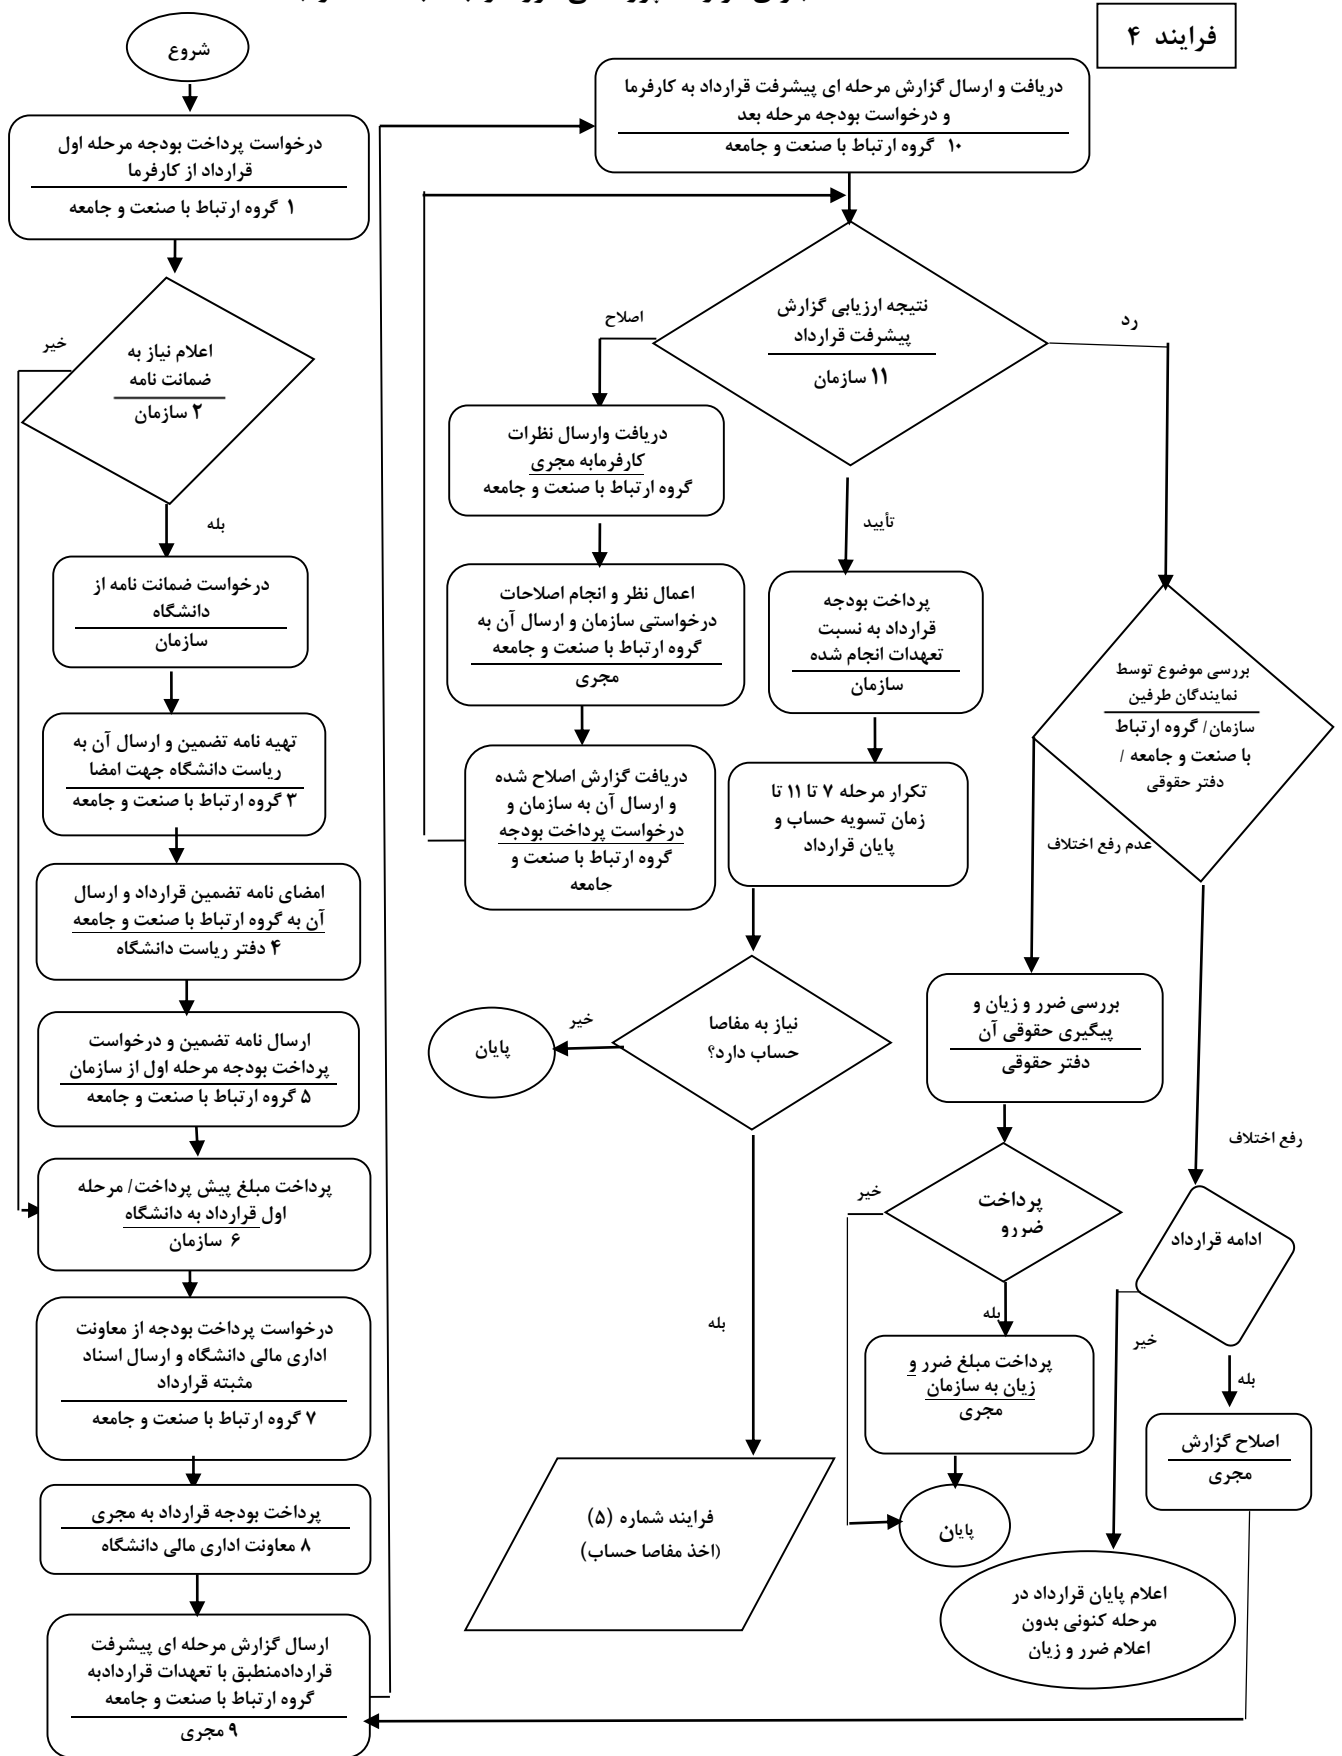 فرایند ۴
شروع
درخواست پرداخت بودجه مرحله اول
قرارداد از کارفرما
۱ گروه ارتباط با صنعت و جامعه
اعلام نیاز به
ضمانت نامه
۲ سازمان
خیر
بله
درخواست ضمانت نامه از
دانشگاه
سازمان
تهیه نامه تضمین و ارسال آن به
ریاست دانشگاه جهت امضا
۳ گروه ارتباط با صنعت و جامعه
امضای نامه تضمین قرارداد و ارسال
آن به گروه ارتباط با صنعت و جامعه
۴ دفتر ریاست دانشگاه
ارسال نامه تضمین و درخواست
پرداخت بودجه مرحله اول از سازمان
۵ گروه ارتباط با صنعت و جامعه
پرداخت مبلغ پیش پرداخت/ مرحله
اول قرارداد به دانشگاه
۶ سازمان
درخواست پرداخت بودجه از معاونت
اداری مالی دانشگاه و ارسال اسناد
مثبته قرارداد
۷ گروه ارتباط با صنعت و جامعه
پرداخت بودجه قرارداد به مجری
۸ معاونت اداری مالی دانشگاه
ارسال گزارش مرحله ای پیشرفت
قراردادمنطبق با تعهدات قراردادبه
گروه ارتباط با صنعت و جامعه
۹ مجری
دریافت و ارسال گزارش مرحله ای پیشرفت قرارداد به کارفرما
و درخواست بودجه مرحله بعد
۱۰ گروه ارتباط با صنعت و جامعه
نتیجه ارزیابی گزارش
پیشرفت قرارداد
۱۱ سازمان
اصلاح
رد
تأیید
دریافت وارسال نظرات
کارفرمابه مجری
گروه ارتباط با صنعت و جامعه
اعمال نظر و انجام اصلاحات
درخواستی سازمان و ارسال آن به
گروه ارتباط با صنعت و جامعه
مجری
دریافت گزارش اصلاح شده
و ارسال آن به سازمان و
درخواست پرداخت بودجه
گروه ارتباط با صنعت و
جامعه
پرداخت بودجه
قرارداد به نسبت
تعهدات انجام شده
سازمان
تکرار مرحله ۷ تا ۱۱ تا
زمان تسویه حساب و
پایان قرارداد
نیاز به مفاصا
حساب دارد؟
خیر
پایان
بله
فرایند شماره (۵)
(اخذ مفاصا حساب)
بررسی موضوع توسط
نمایندگان طرفین
سازمان/ گروه ارتباط
با صنعت و جامعه /
دفتر حقوقی
عدم رفع اختلاف
رفع اختلاف
بررسی ضرر و زیان و
پیگیری حقوقی آن
دفتر حقوقی
پرداخت
ضررو
خیر
بله
پرداخت مبلغ ضرر و
زیان به سازمان
مجری
پایان
ادامه قرارداد
خیر
بله
اصلاح گزارش
مجری
اعلام پایان قرارداد در
مرحله کنونی بدون
اعلام ضرر و زیان